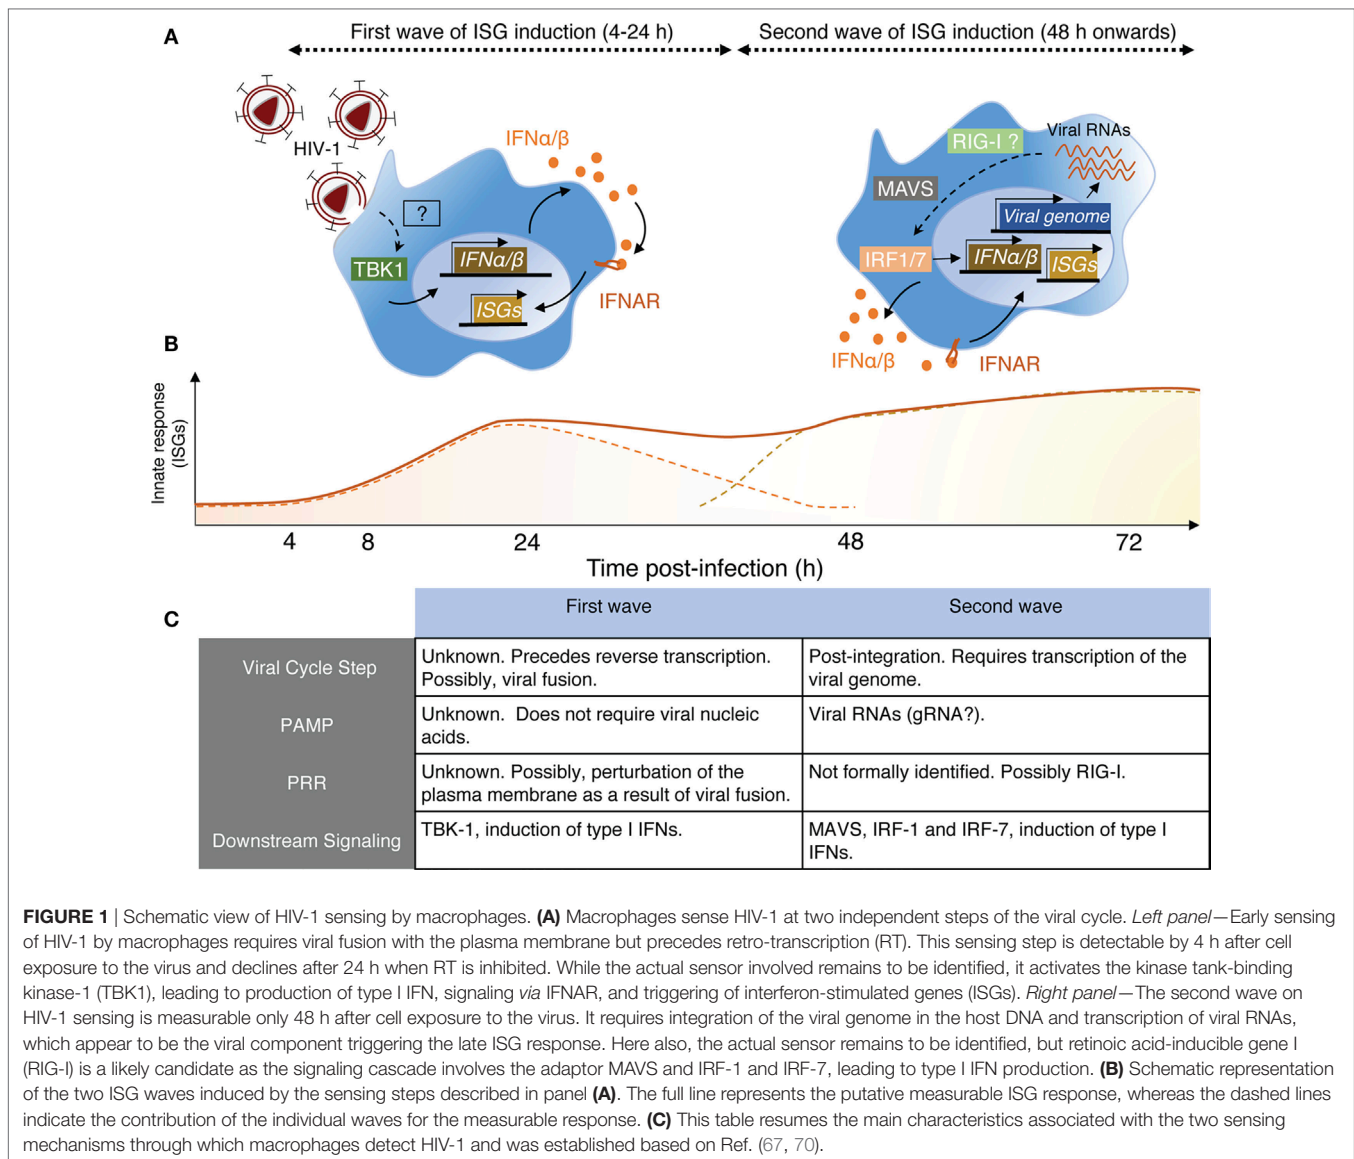 A
First wave of ISG induction (4-24 h)
Second wave of ISG induction (48 h onwards)
HIV-1
?
TBK1
IFNα/β
ISGs
IFNα/β
IFNAR
RIG-I ?
Viral RNAs
MAVS
Viral genome
IRF1/7
IFNα/β
ISGs
IFNα/β
IFNAR
B
Innate response
(ISGs)
4
8
24
48
72
Time post-infection (h)
C
First wave
Second wave
Viral Cycle Step
Unknown. Precedes reverse transcription.
Possibly, viral fusion.
Post-integration. Requires transcription of the
viral genome.
PAMP
Unknown. Does not require viral nucleic
acids.
Viral RNAs (gRNA?).
PRR
Unknown. Possibly, perturbation of the
plasma membrane as a result of viral fusion.
Not formally identified. Possibly RIG-I.
Downstream Signaling
TBK-1, induction of type I IFNs.
MAVS, IRF-1 and IRF-7, induction of type I
IFNs.
FIGURE 1 | Schematic view of HIV-1 sensing by macrophages. (A) Macrophages sense HIV-1 at two independent steps of the viral cycle. Left panel—Early sensing
of HIV-1 by macrophages requires viral fusion with the plasma membrane but precedes retro-transcription (RT). This sensing step is detectable by 4 h after cell
exposure to the virus and declines after 24 h when RT is inhibited. While the actual sensor involved remains to be identified, it activates the kinase tank-binding
kinase-1 (TBK1), leading to production of type I IFN, signaling via IFNAR, and triggering of interferon-stimulated genes (ISGs). Right panel—The second wave on
HIV-1 sensing is measurable only 48 h after cell exposure to the virus. It requires integration of the viral genome in the host DNA and transcription of viral RNAs,
which appear to be the viral component triggering the late ISG response. Here also, the actual sensor remains to be identified, but retinoic acid-inducible gene I
(RIG-I) is a likely candidate as the signaling cascade involves the adaptor MAVS and IRF-1 and IRF-7, leading to type I IFN production. (B) Schematic representation
of the two ISG waves induced by the sensing steps described in panel (A). The full line represents the putative measurable ISG response, whereas the dashed lines
indicate the contribution of the individual waves for the measurable response. (C) This table resumes the main characteristics associated with the two sensing
mechanisms through which macrophages detect HIV-1 and was established based on Ref. (67, 70).